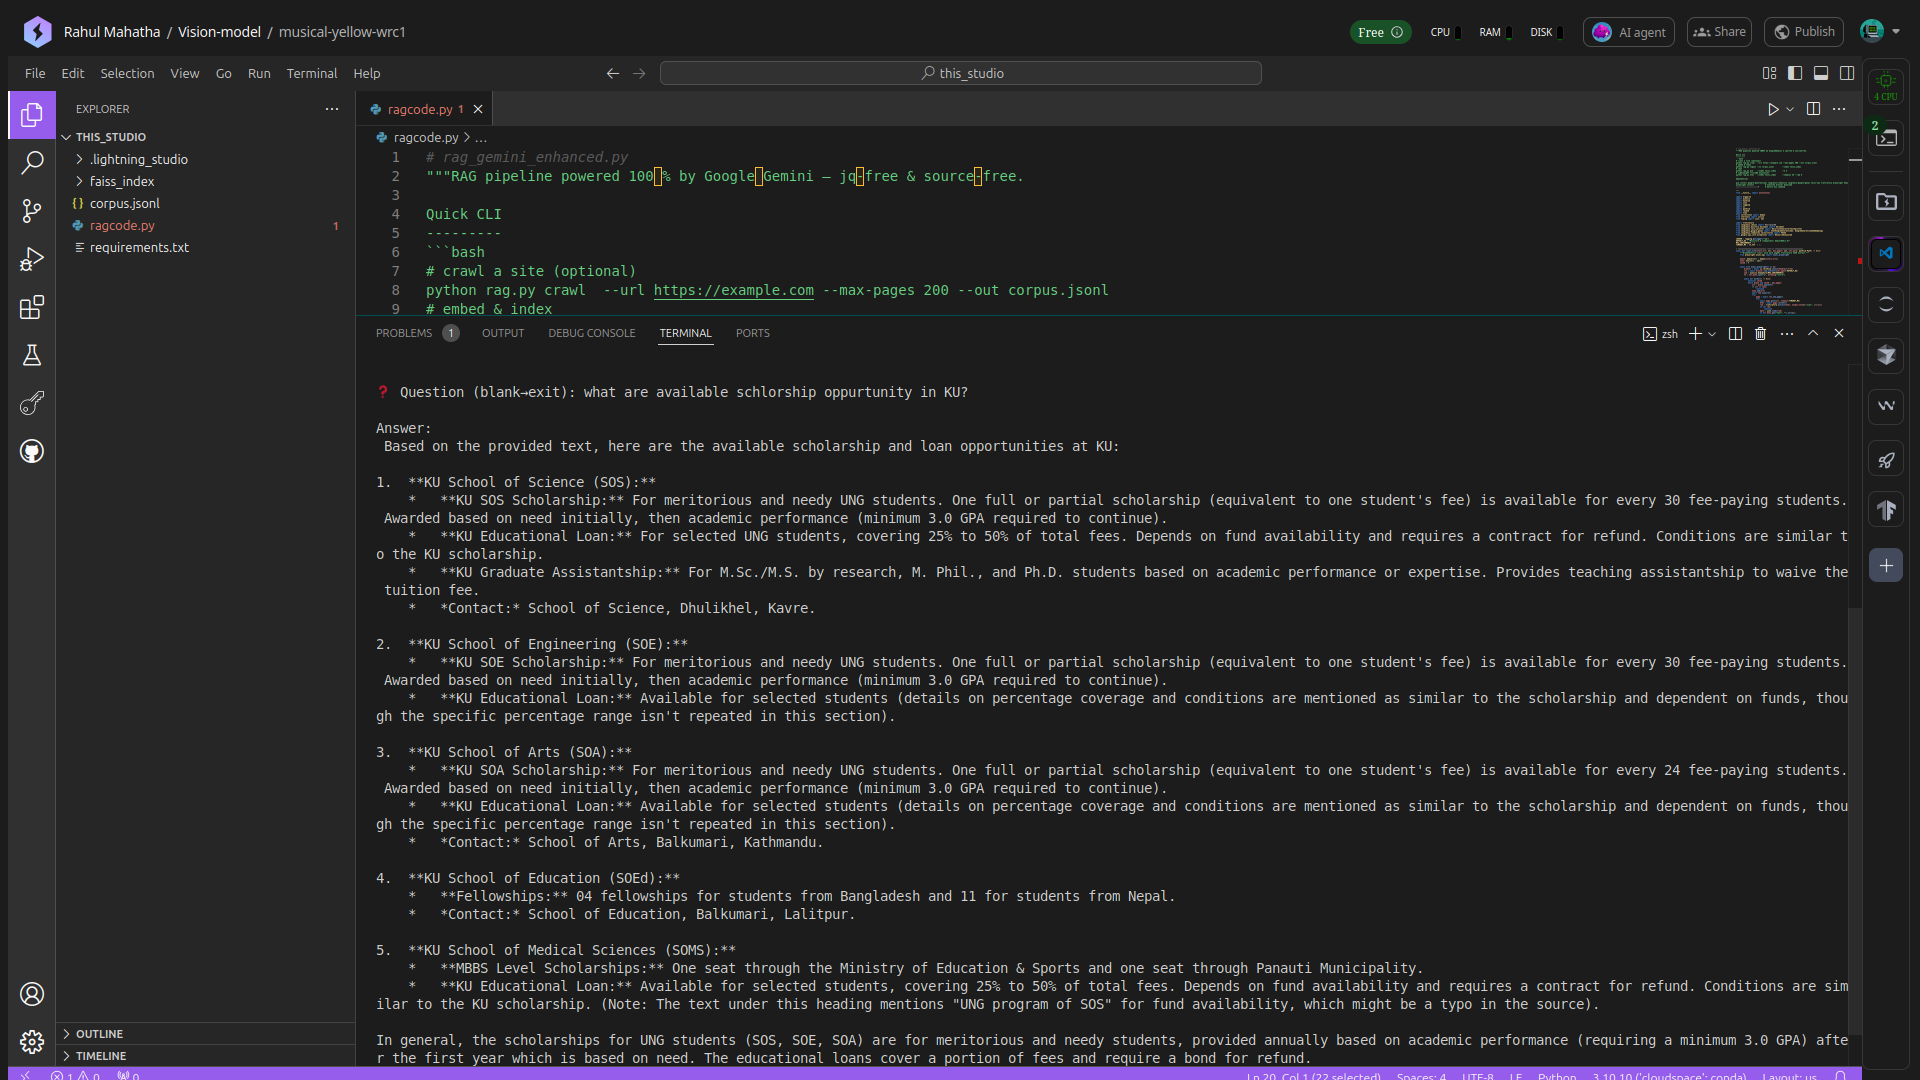 Rahul Mahatha / Vision-model / musical-yellow-wrc1
Free CPU RAM DISK AI agent Share Publish
File Edit Selection View Go Run Terminal Help
this_studio
4 CPU
2
EXPLORER
THIS_STUDIO
.lightning_studio
faiss_index
corpus.jsonl
ragcode.py 1
requirements.txt
OUTLINE
TIMELINE
ragcode.py 1
ragcode.py > ...
1 # rag_gemini_enhanced.py
2 """RAG pipeline powered 100 % by Google Gemini — jq-free & source-free.
3
4 Quick CLI
5 ---------
6 ```bash
7 # crawl a site (optional)
8 python rag.py crawl  --url https://example.com --max-pages 200 --out corpus.jsonl
9 # embed & index
PROBLEMS 1 OUTPUT DEBUG CONSOLE TERMINAL PORTS
zsh
❓ Question (blank→exit): what are available schlorship oppurtunity in KU?
Answer:
Based on the provided text, here are the available scholarship and loan opportunities at KU:
1.  **KU School of Science (SOS):**
*   **KU SOS Scholarship:** For meritorious and needy UNG students. One full or partial scholarship (equivalent to one student's fee) is available for every 30 fee-paying students.
Awarded based on need initially, then academic performance (minimum 3.0 GPA required to continue).
*   **KU Educational Loan:** For selected UNG students, covering 25% to 50% of total fees. Depends on fund availability and requires a contract for refund. Conditions are similar t
o the KU scholarship.
*   **KU Graduate Assistantship:** For M.Sc./M.S. by research, M. Phil., and Ph.D. students based on academic performance or expertise. Provides teaching assistantship to waive the
tuition fee.
*   *Contact:* School of Science, Dhulikhel, Kavre.
2.  **KU School of Engineering (SOE):**
*   **KU SOE Scholarship:** For meritorious and needy UNG students. One full or partial scholarship (equivalent to one student's fee) is available for every 30 fee-paying students.
Awarded based on need initially, then academic performance (minimum 3.0 GPA required to continue).
*   **KU Educational Loan:** Available for selected students (details on percentage coverage and conditions are mentioned as similar to the scholarship and dependent on funds, thou
gh the specific percentage range isn't repeated in this section).
3.  **KU School of Arts (SOA):**
*   **KU SOA Scholarship:** For meritorious and needy UNG students. One full or partial scholarship (equivalent to one student's fee) is available for every 24 fee-paying students.
Awarded based on need initially, then academic performance (minimum 3.0 GPA required to continue).
*   **KU Educational Loan:** Available for selected students (details on percentage coverage and conditions are mentioned as similar to the scholarship and dependent on funds, thou
gh the specific percentage range isn't repeated in this section).
*   *Contact:* School of Arts, Balkumari, Kathmandu.
4.  **KU School of Education (SOEd):**
*   **Fellowships:** 04 fellowships for students from Bangladesh and 11 for students from Nepal.
*   *Contact:* School of Education, Balkumari, Lalitpur.
5.  **KU School of Medical Sciences (SOMS):**
*   **MBBS Level Scholarships:** One seat through the Ministry of Education & Sports and one seat through Panauti Municipality.
*   **KU Educational Loan:** Available for selected students, covering 25% to 50% of total fees. Depends on fund availability and requires a contract for refund. Conditions are sim
ilar to the KU scholarship. (Note: The text under this heading mentions "UNG program of SOS" for fund availability, which might be a typo in the source).
In general, the scholarships for UNG students (SOS, SOE, SOA) are for meritorious and needy students, provided annually based on academic performance (requiring a minimum 3.0 GPA) afte
r the first year which is based on need. The educational loans cover a portion of fees and require a bond for refund.
1 0 0 Ln 20, Col 1 (22 selected) Spaces: 4 UTF-8 LF Python 3.10.10 ('cloudspace': conda) Layout: us